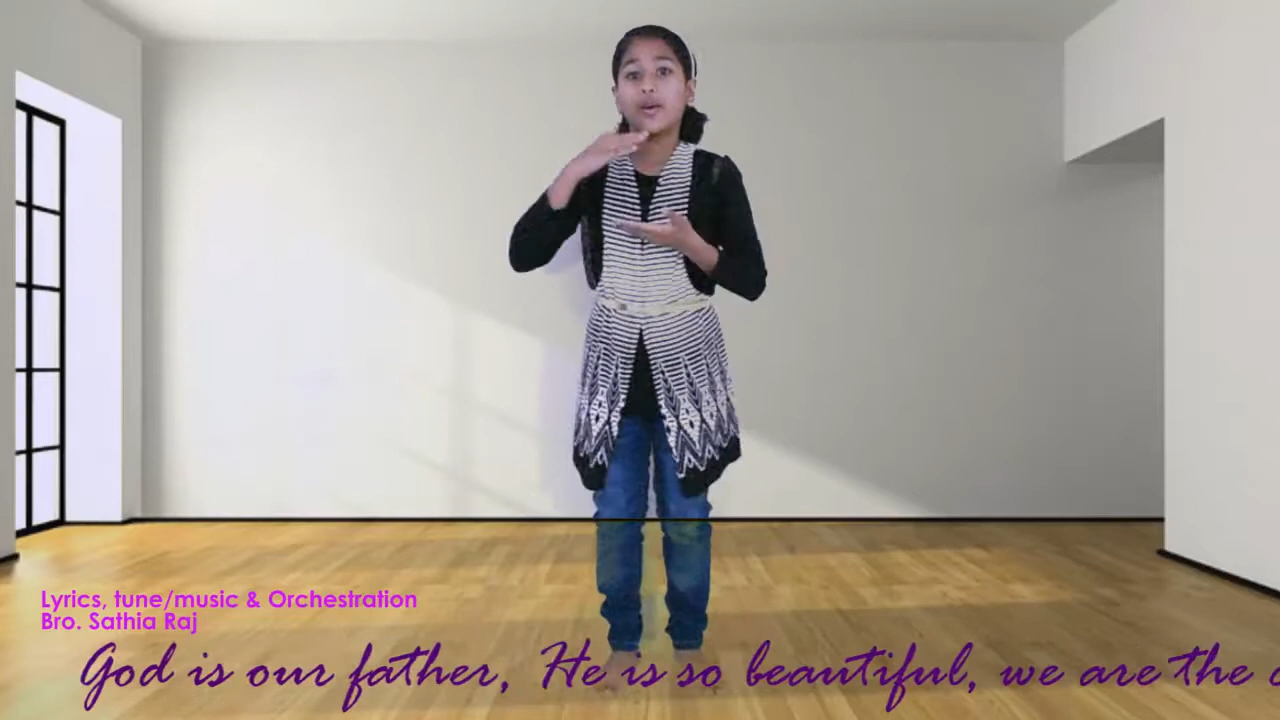 Lyrics, tune/music & Orchestration
Bro. Sathia Raj
God is our father, He is so beautiful, we are the